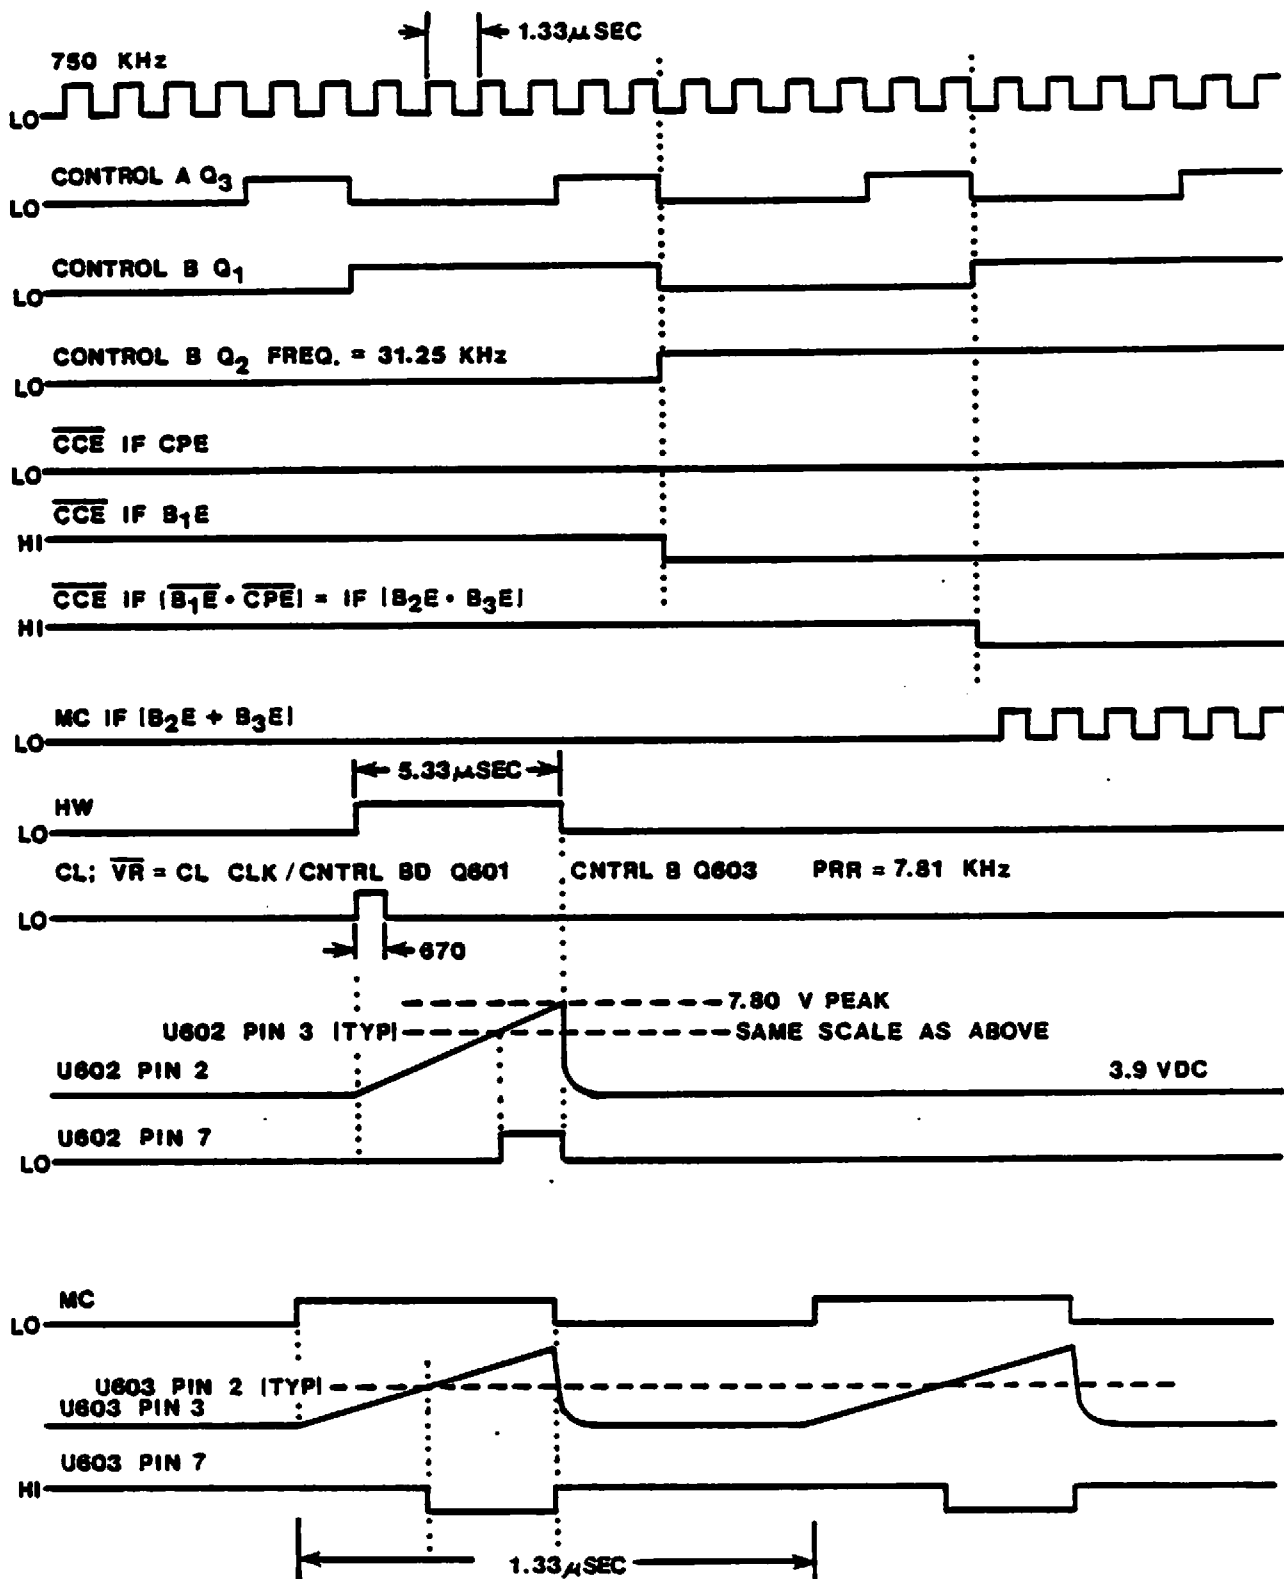 1.33µSEC
750 KHz
LO
CONTROL A Q3
LO
CONTROL B Q1
LO
CONTROL B Q2 FREQ. = 31.25 KHz
LO
CCE IF CPE
LO
CCE IF B1E
HI
CCE IF [B1E • CPE] = IF [B2E • B3E]
HI
MC IF [B2E + B3E]
LO
5.33µSEC
HW
LO
CL; VR = CL CLK/CNTRL BD Q601 CNTRL B Q603 PRR = 7.81 KHz
LO
670
7.80 V PEAK
U602 PIN 3 [TYP] SAME SCALE AS ABOVE
U602 PIN 2 3.9 VDC
U602 PIN 7
LO
MC
LO
U603 PIN 2 [TYP]
U603 PIN 3
U603 PIN 7
HI
1.33µSEC